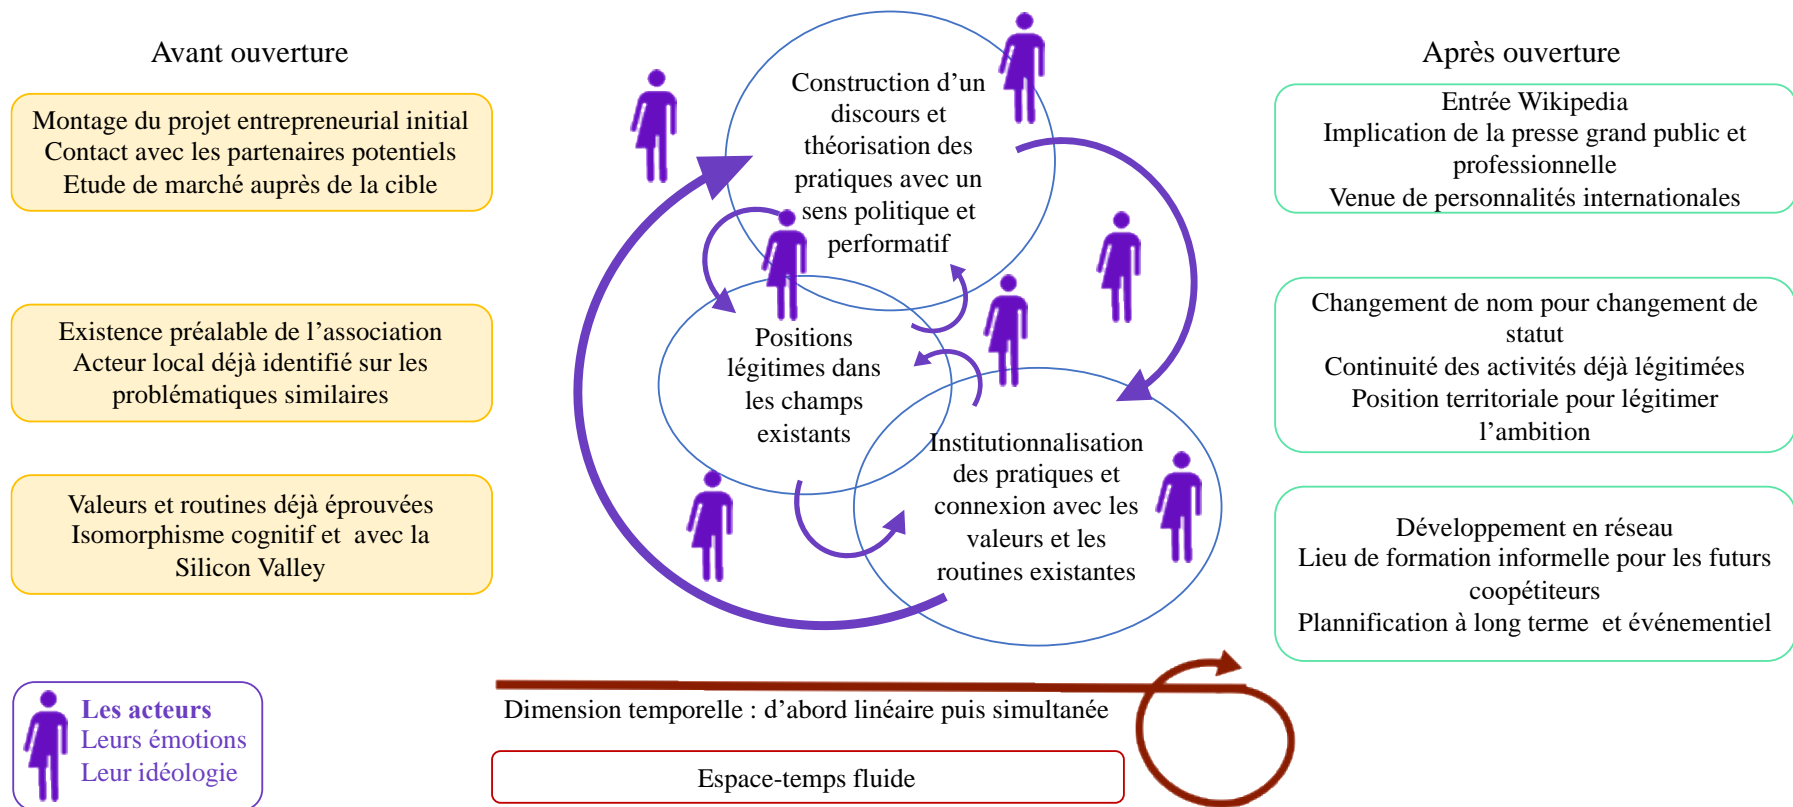 Avant ouverture
Montage du projet entrepreneurial initial
Contact avec les partenaires potentiels
Etude de marché auprès de la cible
Existence préalable de l’association
Acteur local déjà identifié sur les
problématiques similaires
Valeurs et routines déjà éprouvées
Isomorphisme cognitif et  avec la
Silicon Valley
Construction d’un
discours et
théorisation des
pratiques avec un
sens politique et
performatif
Positions
légitimes dans
les champs
existants
Institutionnalisation
des pratiques et
connexion avec les
valeurs et les
routines existantes
Après ouverture
Entrée Wikipedia
Implication de la presse grand public et
professionnelle
Venue de personnalités internationales
Changement de nom pour changement de
statut
Continuité des activités déjà légitimées
Position territoriale pour légitimer
l’ambition
Développement en réseau
Lieu de formation informelle pour les futurs
coopétiteurs
Plannification à long terme  et événementiel
Les acteurs
Leurs émotions
Leur idéologie
Dimension temporelle : d’abord linéaire puis simultanée
Espace-temps fluide